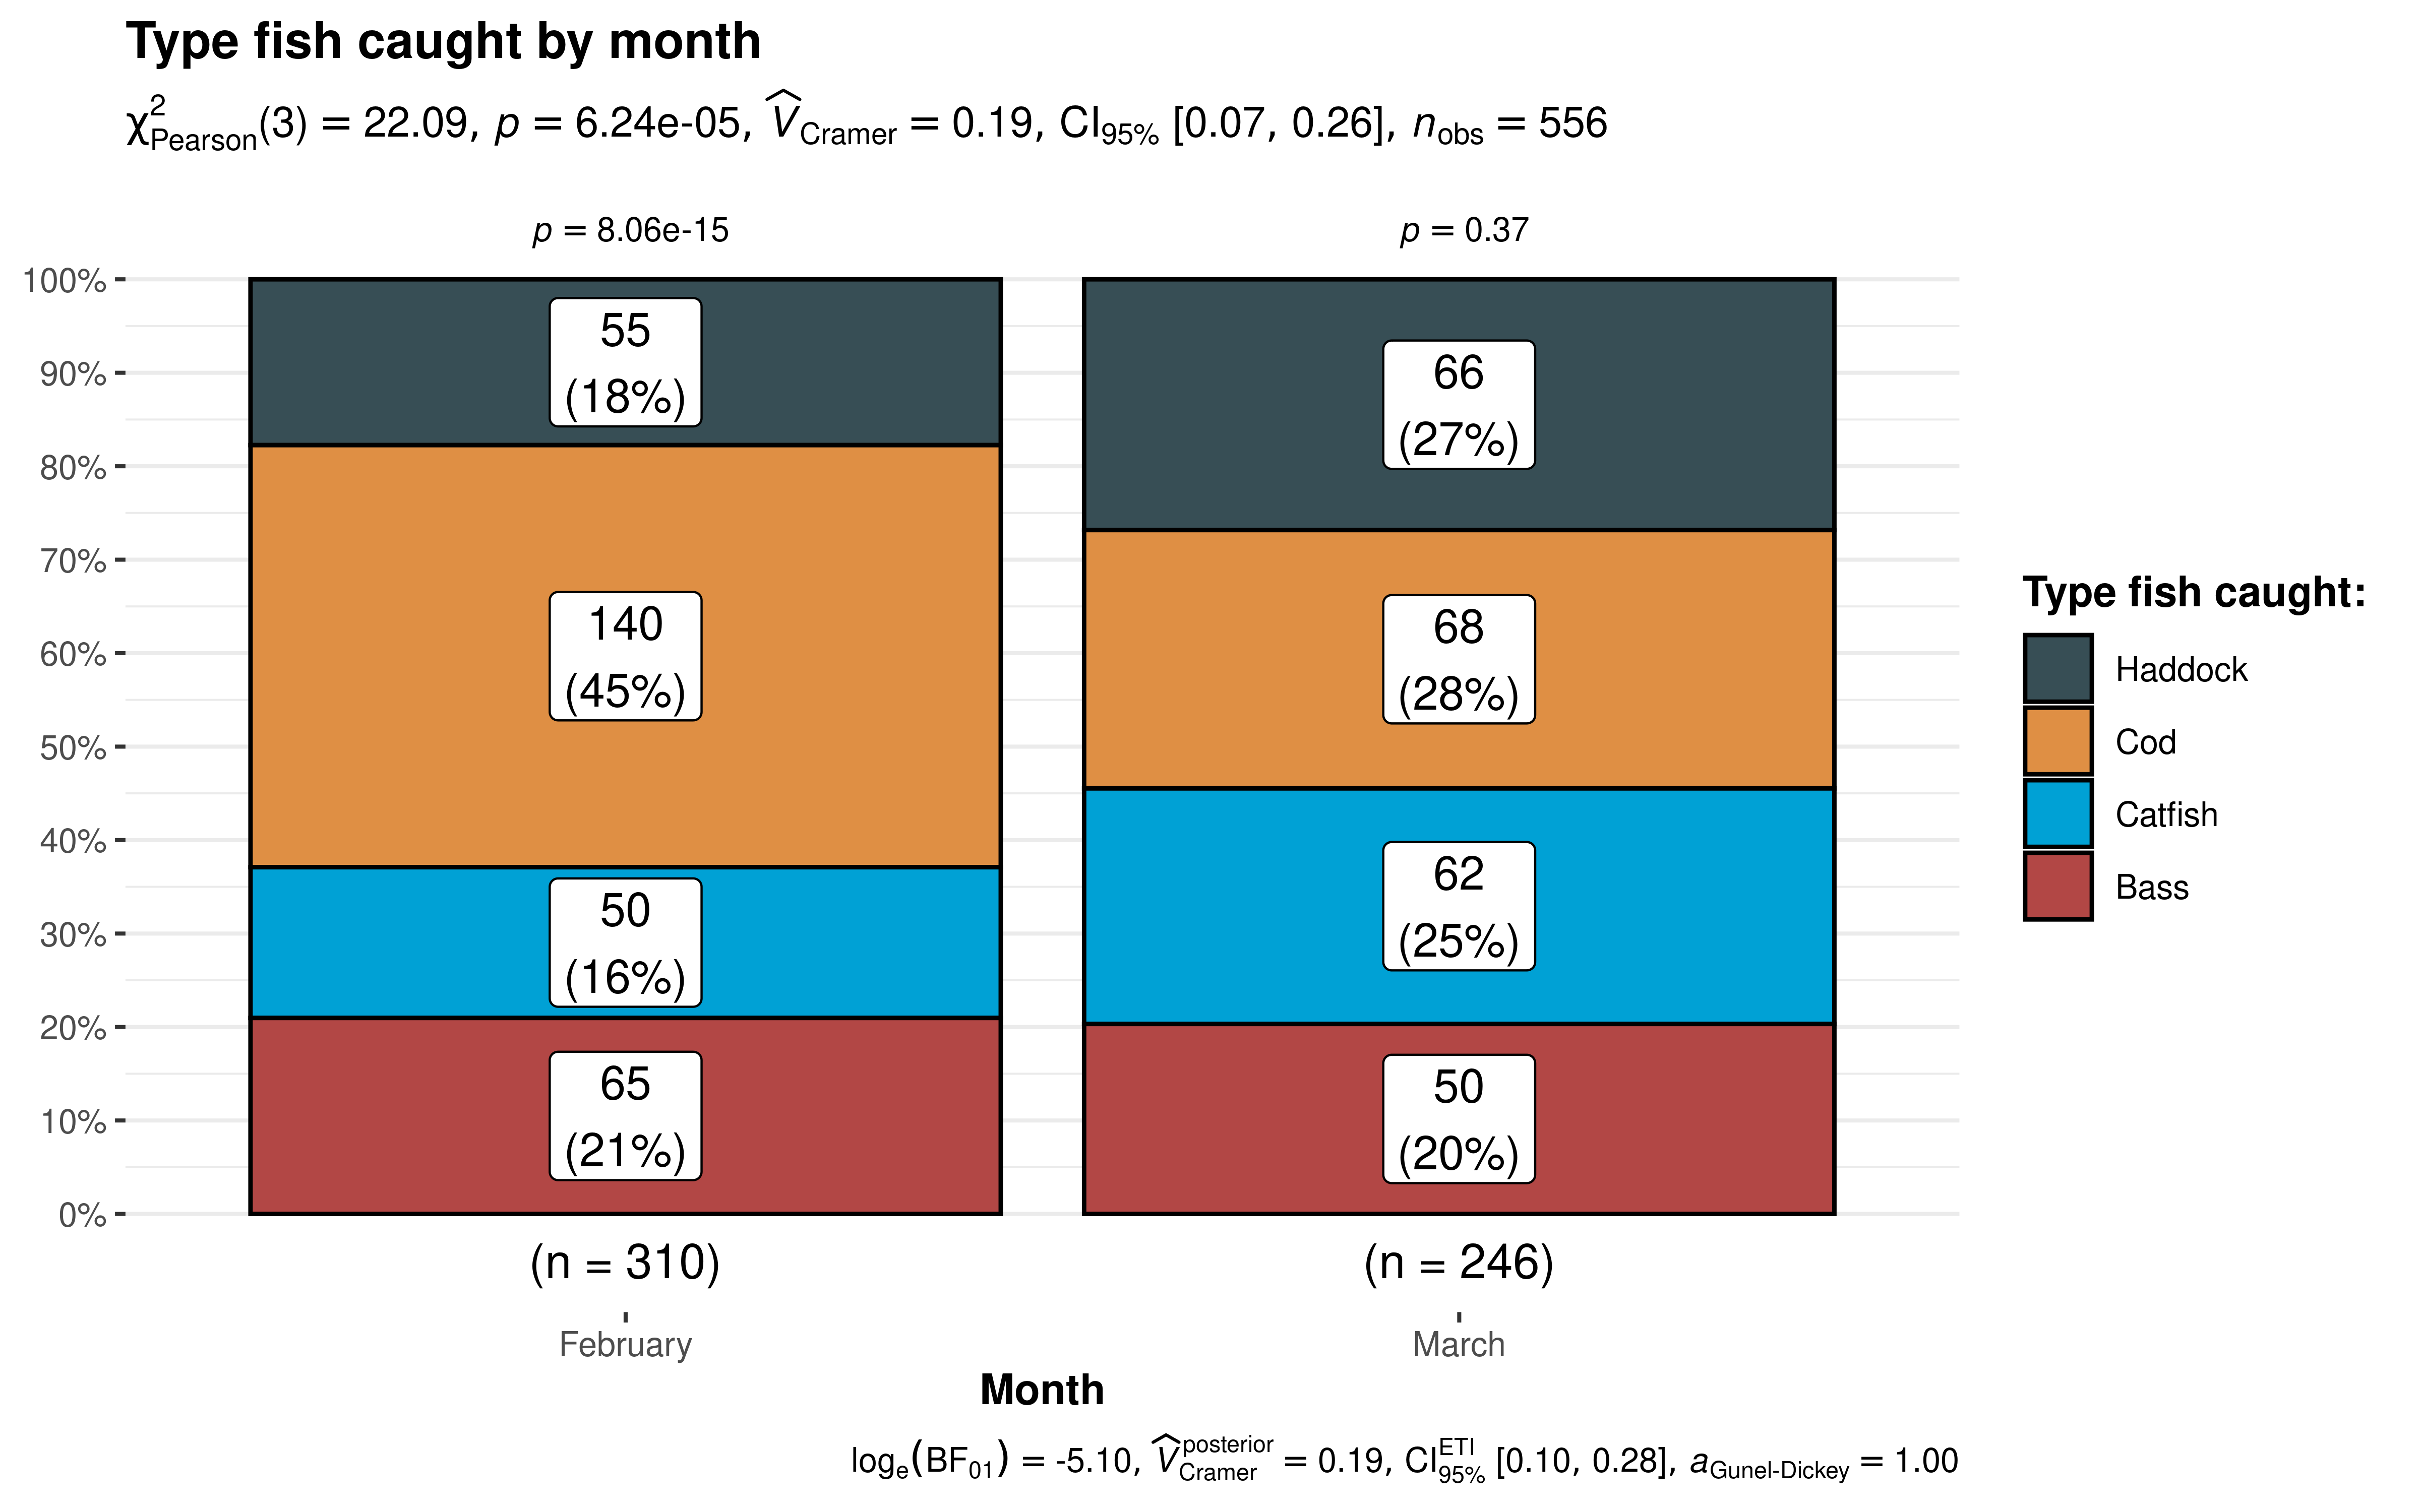 Type fish caught by month
χ²Pearson(3) = 22.09, p = 6.24e-05, V̂Cramer = 0.19, CI95% [0.07, 0.26], nobs = 556
p = 8.06e-15 p = 0.37
100%
90%
80%
70%
60%
50%
40%
30%
20%
10%
0%
55
(18%)
140
(45%)
50
(16%)
65
(21%)
66
(27%)
68
(28%)
62
(25%)
50
(20%)
(n = 310) (n = 246)
February March
Month
Type fish caught:
Haddock
Cod
Catfish
Bass
loge(BF01) = -5.10, V̂posteriorCramer = 0.19, CIETI95% [0.10, 0.28], aGunel-Dickey = 1.00